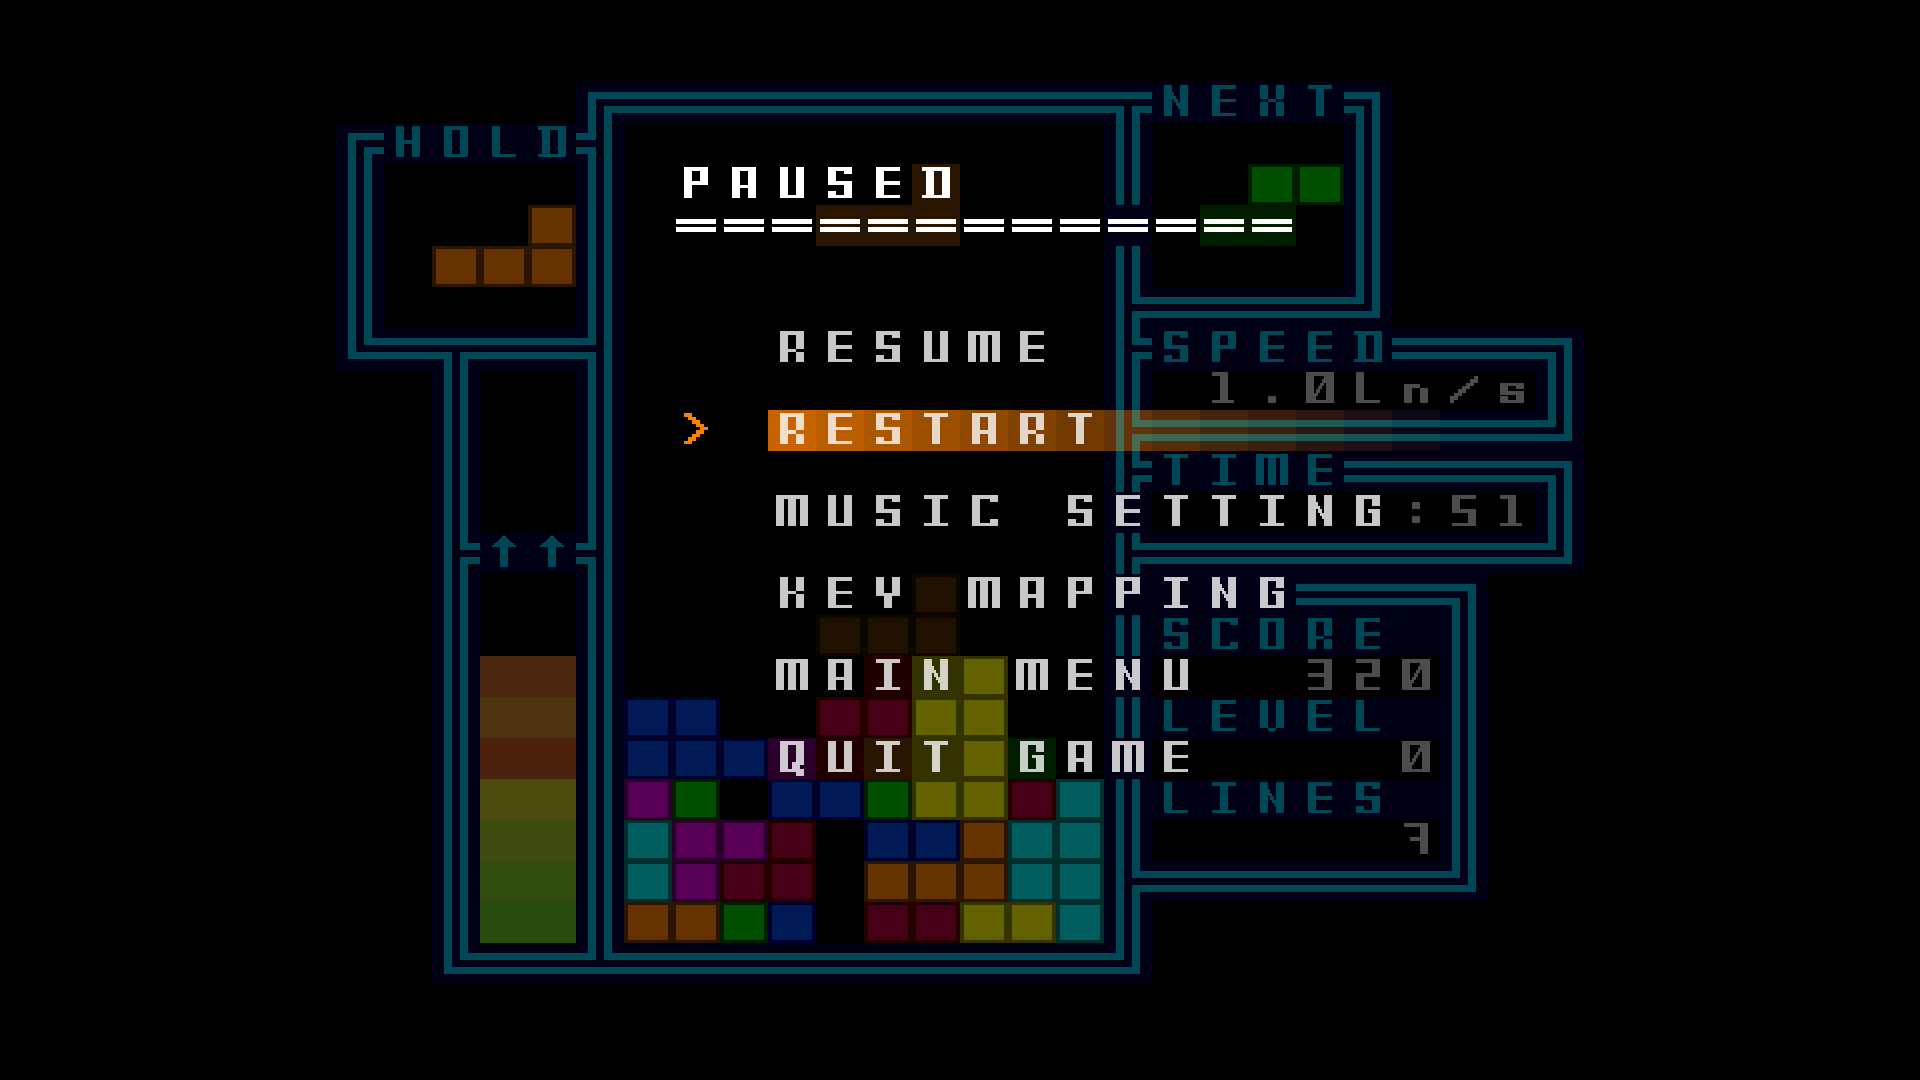 NEXT
HOLD
PAUSED
=============
RESUME
SPEED
1.0Ln/s
> RESTART
TIME
MUSIC SETTING:51
KEY MAPPING
SCORE
MAIN MENU 320
LEVEL
QUIT GAME 0
LINES
7